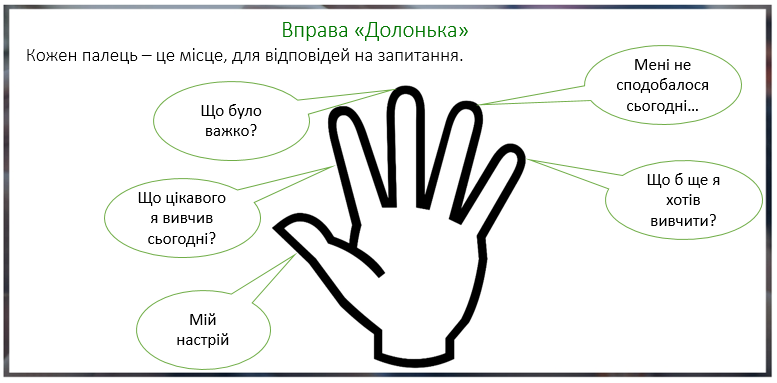 Вправа «Долонька»
Кожен палець – це місце, для відповідей на запитання.
Мені не
сподобалося
сьогодні...
Що було
важко?
Що цікавого
я вивчив
сьогодні?
Що б ще я
хотів
вивчити?
Мій
настрій